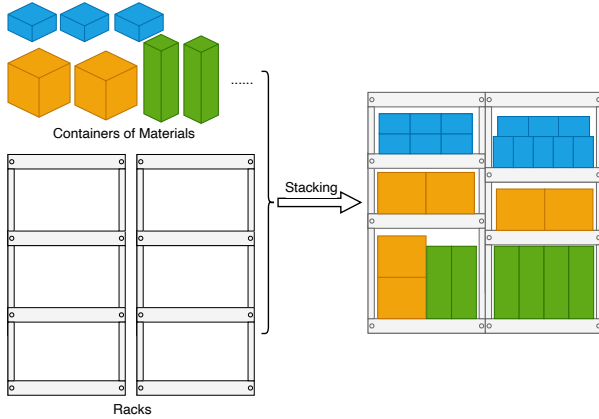 ......
Containers of Materials
Stacking
Racks